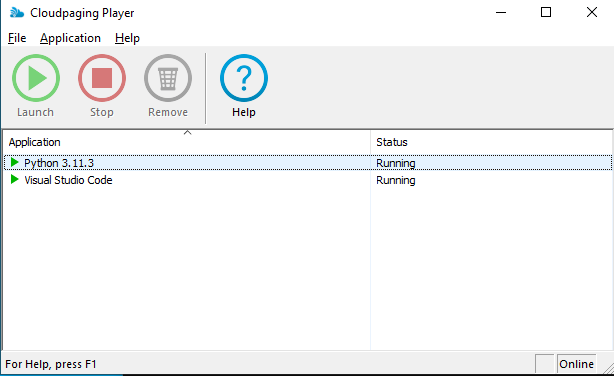 Cloudpaging Player
File Application Help
Launch Stop Remove Help
Application Status
Python 3.11.3 Running
Visual Studio Code Running
For Help, press F1 Online